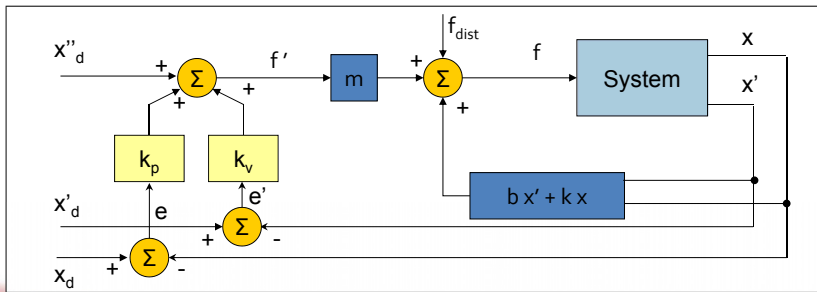 x''d
+
+
+
Σ
f '
m
+
fdist
Σ
+
f
System
x
x'
kp
kv
b x' + k x
x'd
e
e'
+
Σ
-
xd
+
Σ
-